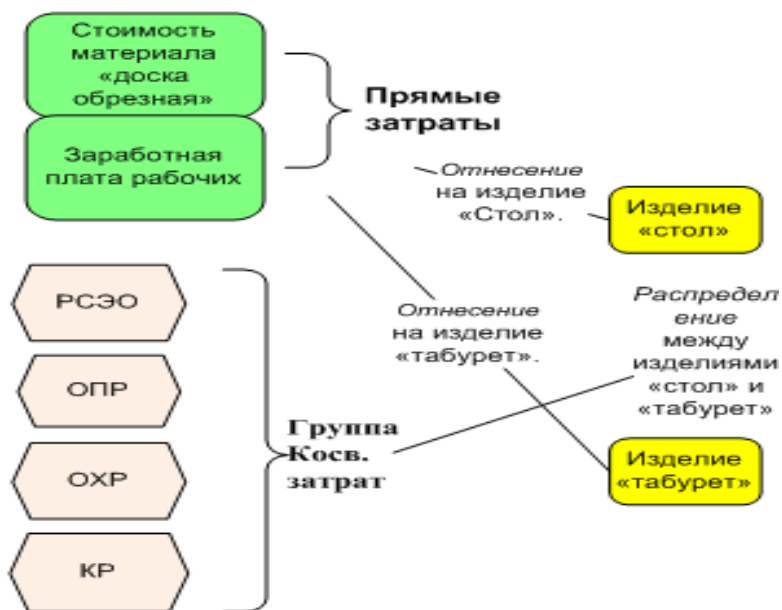 Стоимость
материала
«доска
обрезная»
Заработная
плата рабочих
Прямые
затраты
Отнесение
на изделие
«Стол».
Изделие
«стол»
РСЭО
ОПР
ОХР
КР
Группа
Косв.
затрат
Отнесение
на изделие
«табурет».
Распредел
ение
между
изделиями
«стол» и
«табурет»
Изделие
«табурет»